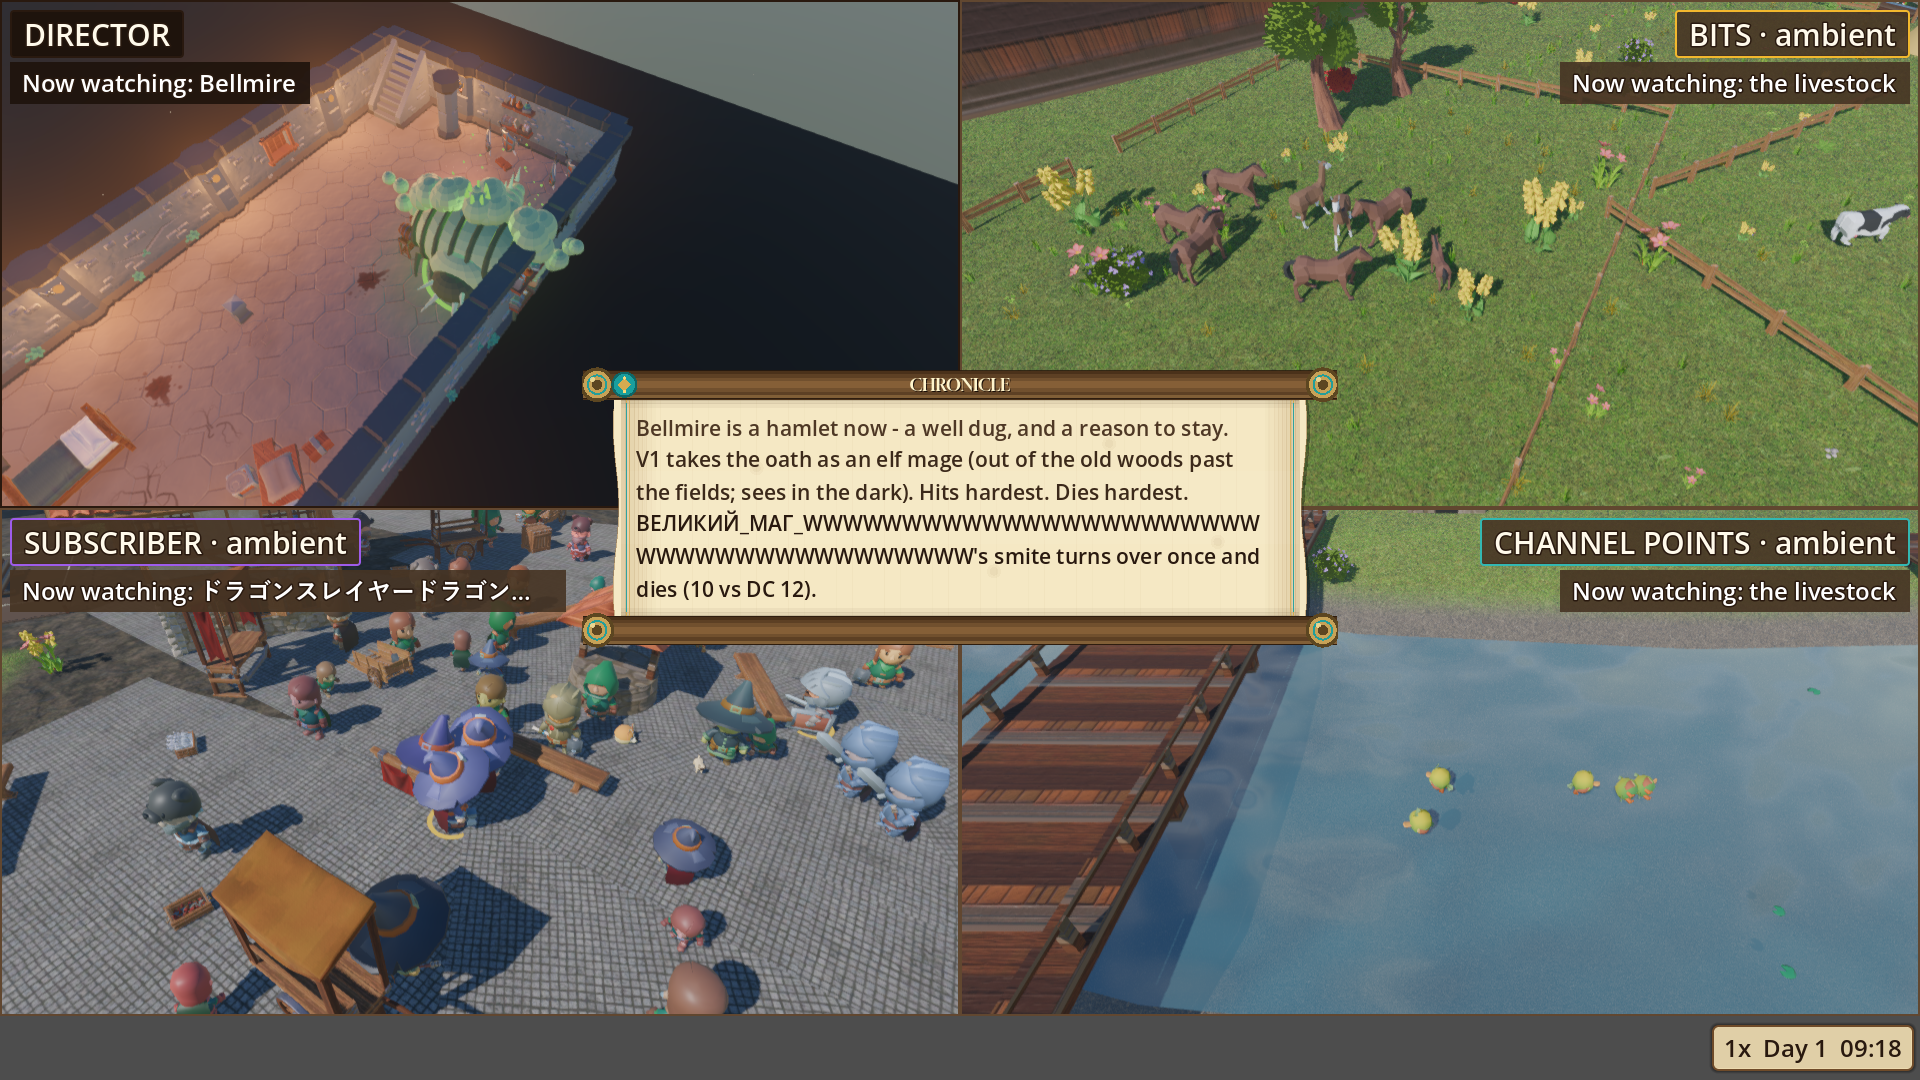 DIRECTOR
Now watching: Bellmire
BITS · ambient
Now watching: the livestock
CHRONICLE
Bellmire is a hamlet now - a well dug, and a reason to stay.
V1 takes the oath as an elf mage (out of the old woods past
the fields; sees in the dark). Hits hardest. Dies hardest.
ВЕЛИКИЙ_МАГ_WWWWWWWWWWWWWWWWWWWWWWW
WWWWWWWWWWWWWWWWW's smite turns over once and
dies (10 vs DC 12).
SUBSCRIBER · ambient
Now watching: ドラゴンスレイヤードラゴン...
CHANNEL POINTS · ambient
Now watching: the livestock
1x Day 1 09:18